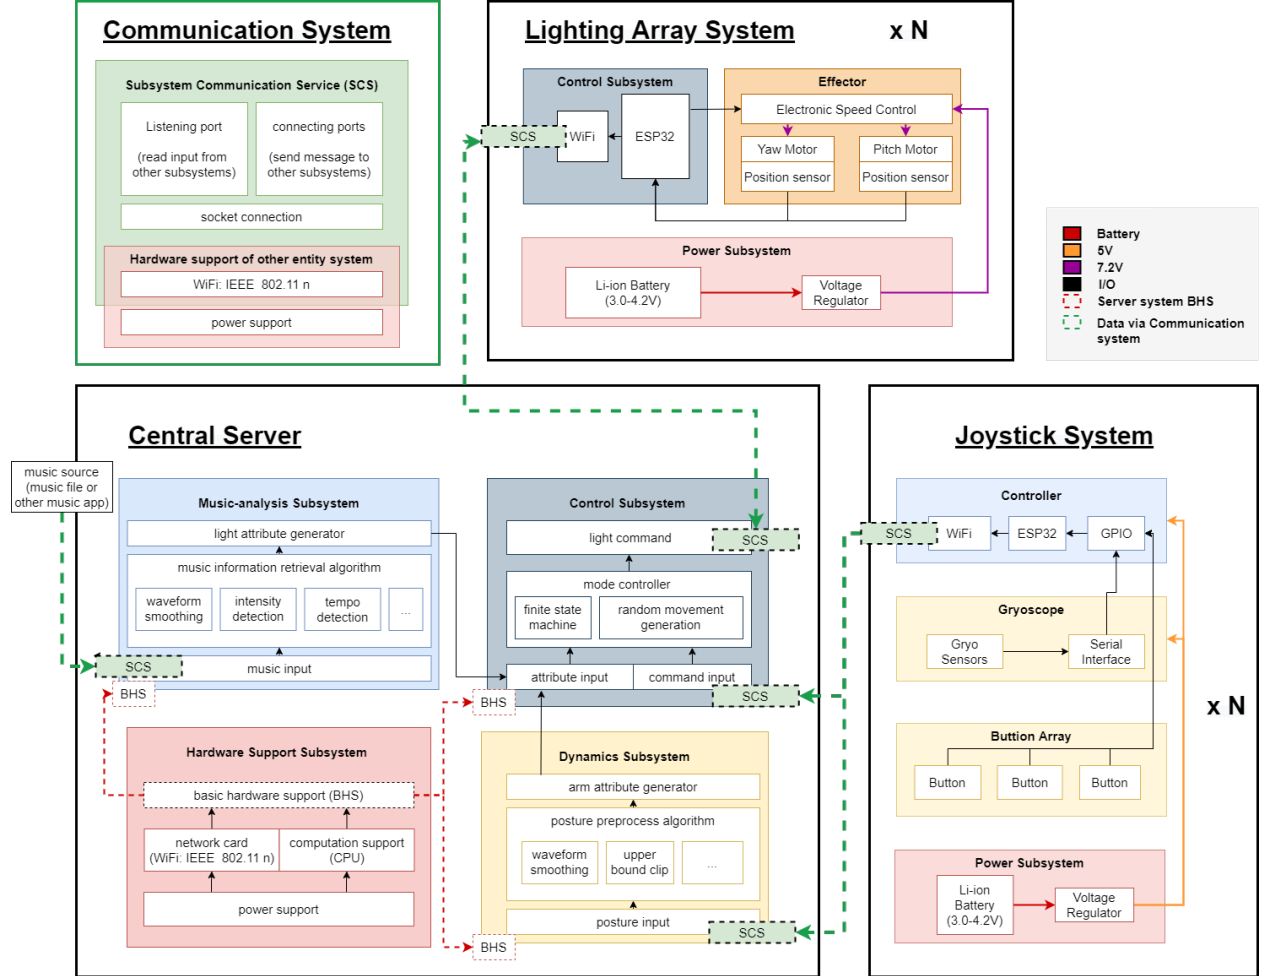 Communication System
Subsystem Communication Service (SCS)
Listening port
(read input from
other subsystems)
connecting ports
(send message to
other subsystems)
socket connection
Hardware support of other entity system
WiFi: IEEE 802.11 n
power support
Lighting Array System
x N
Control Subsystem
SCS
WiFi
ESP32
Effector
Electronic Speed Control
Yaw Motor
Position sensor
Pitch Motor
Position sensor
Power Subsystem
Li-ion Battery
(3.0-4.2V)
Voltage
Regulator
Battery
5V
7.2V
I/O
Server system BHS
Data via Communication
system
Central Server
music source
(music file or
other music app)
Music-analysis Subsystem
light attribute generator
music information retrieval algorithm
waveform
smoothing
intensity
detection
tempo
detection
...
SCS
music input
BHS
Control Subsystem
light command
SCS
mode controller
finite state
machine
random movement
generation
attribute input
command input
BHS
SCS
Hardware Support Subsystem
basic hardware support (BHS)
network card
(WiFi: IEEE 802.11 n)
computation support
(CPU)
power support
Dynamics Subsystem
arm attribute generator
posture preprocess algorithm
waveform
smoothing
upper
bound clip
...
posture input
SCS
BHS
Joystick System
Controller
SCS
WiFi
ESP32
GPIO
Gryoscope
Gryo
Sensors
Serial
Interface
x N
Buttion Array
Button
Button
Button
Power Subsystem
Li-ion
Battery
(3.0-4.2V)
Voltage
Regulator